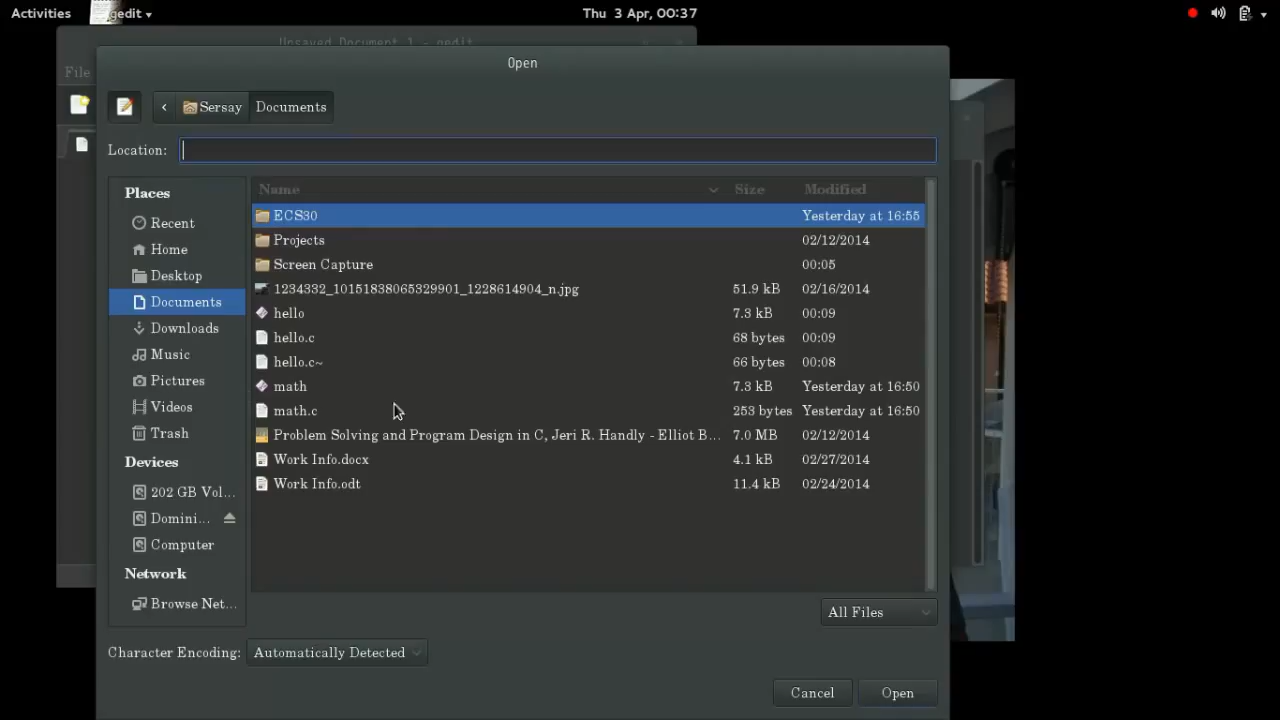 Activities gedit Thu 3 Apr, 00:37
Unsaved Document 1 - gedit
File
Open
Sersay Documents
Location:
Places
Recent
Home
Desktop
Documents
Downloads
Music
Pictures
Videos
Trash
Devices
202 GB Vol...
Domini...
Computer
Network
Browse Net...
Name Size Modified
ECS30 Yesterday at 16:55
Projects 02/12/2014
Screen Capture 00:05
1234332_10151838065329901_1228614904_n.jpg 51.9 kB 02/16/2014
hello 7.3 kB 00:09
hello.c 68 bytes 00:09
hello.c~ 66 bytes 00:08
math 7.3 kB Yesterday at 16:50
math.c 253 bytes Yesterday at 16:50
Problem Solving and Program Design in C, Jeri R. Handly - Elliot B... 7.0 MB 02/12/2014
Work Info.docx 4.1 kB 02/27/2014
Work Info.odt 11.4 kB 02/24/2014
All Files
Character Encoding: Automatically Detected
Cancel Open